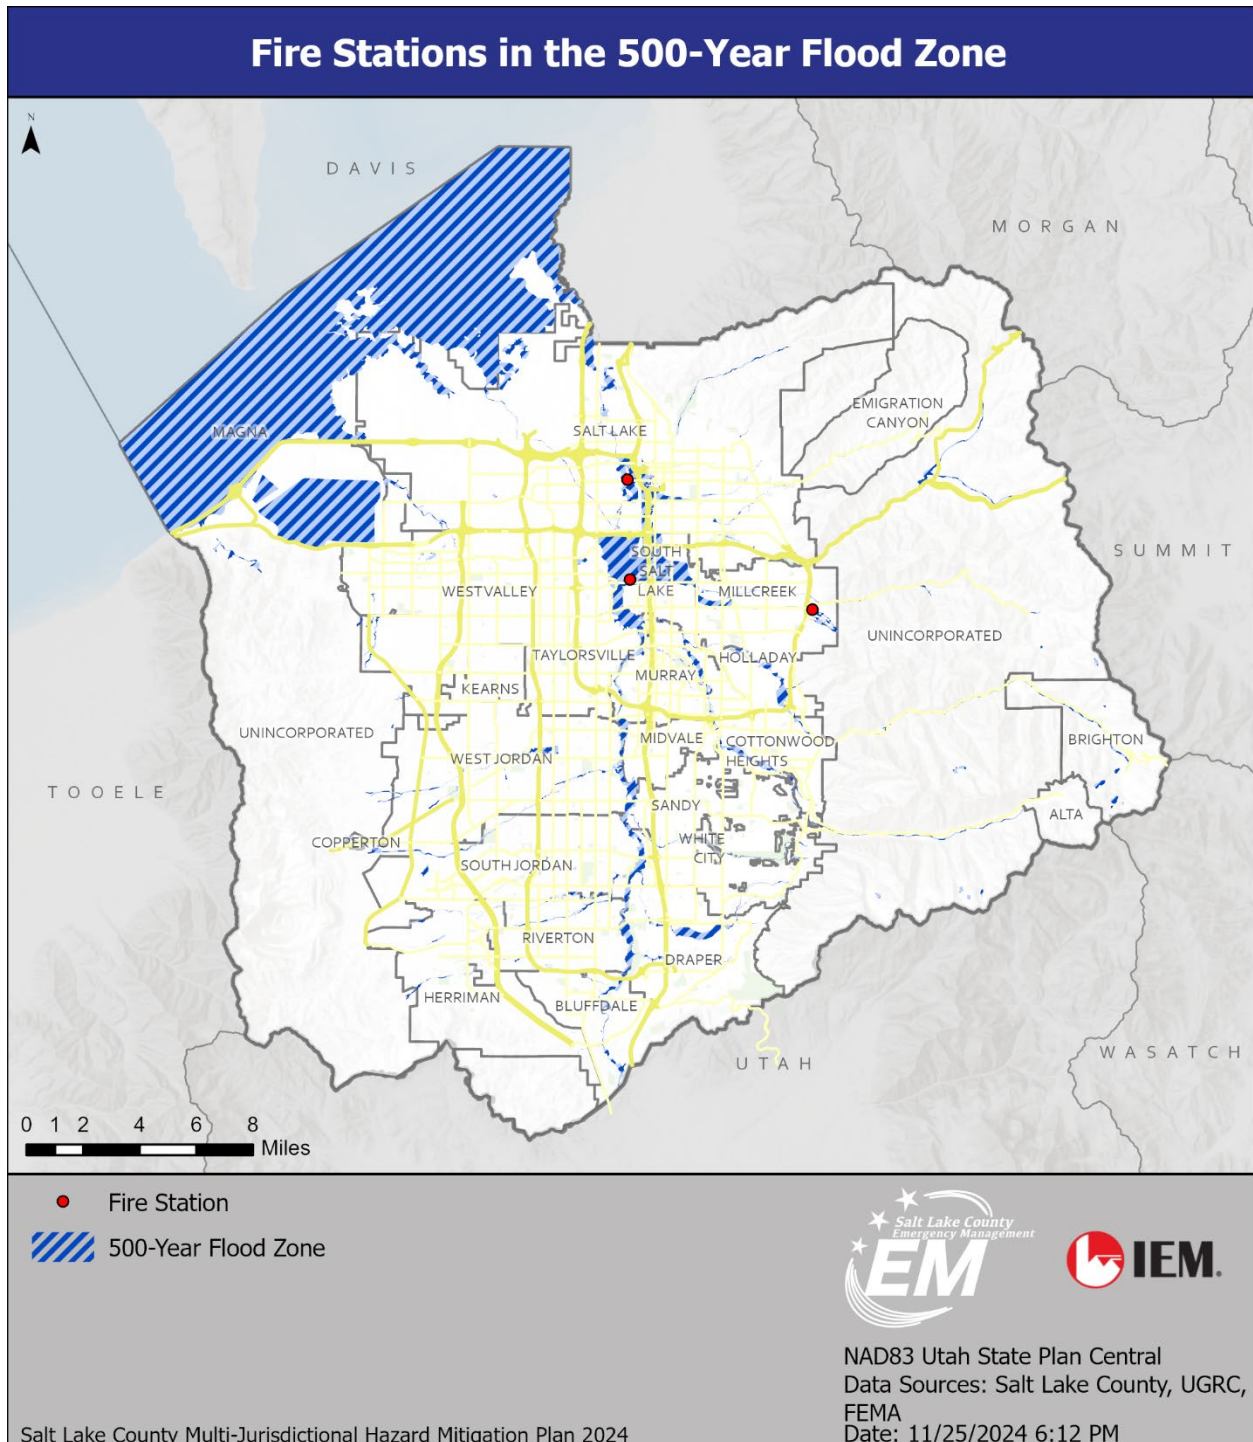 Fire Stations in the 500-Year Flood Zone
N
DAVIS
MORGAN
EMIGRATION
CANYON
MAGNA
SALT LAKE
SUMMIT
SOUTH
SALT
LAKE
WEST VALLEY
MILLCREEK
UNINCORPORATED
TAYLORSVILLE
HOLLADAY
MURRAY
KEARNS
UNINCORPORATED
MIDVALE
COTTONWOOD
HEIGHTS
BRIGHTON
WEST JORDAN
TOOELE
SANDY
ALTA
COPPERTON
WHITE
CITY
SOUTH JORDAN
RIVERTON
DRAPER
HERRIMAN
BLUFFDALE
UTAH
WASATCH
0 1 2 4 6 8
Miles
Fire Station
500-Year Flood Zone
Salt Lake County
Emergency Management
EM
IEM.
NAD83 Utah State Plan Central
Data Sources: Salt Lake County, UGRC,
FEMA
Date: 11/25/2024 6:12 PM
Salt Lake County Multi-Jurisdictional Hazard Mitigation Plan 2024